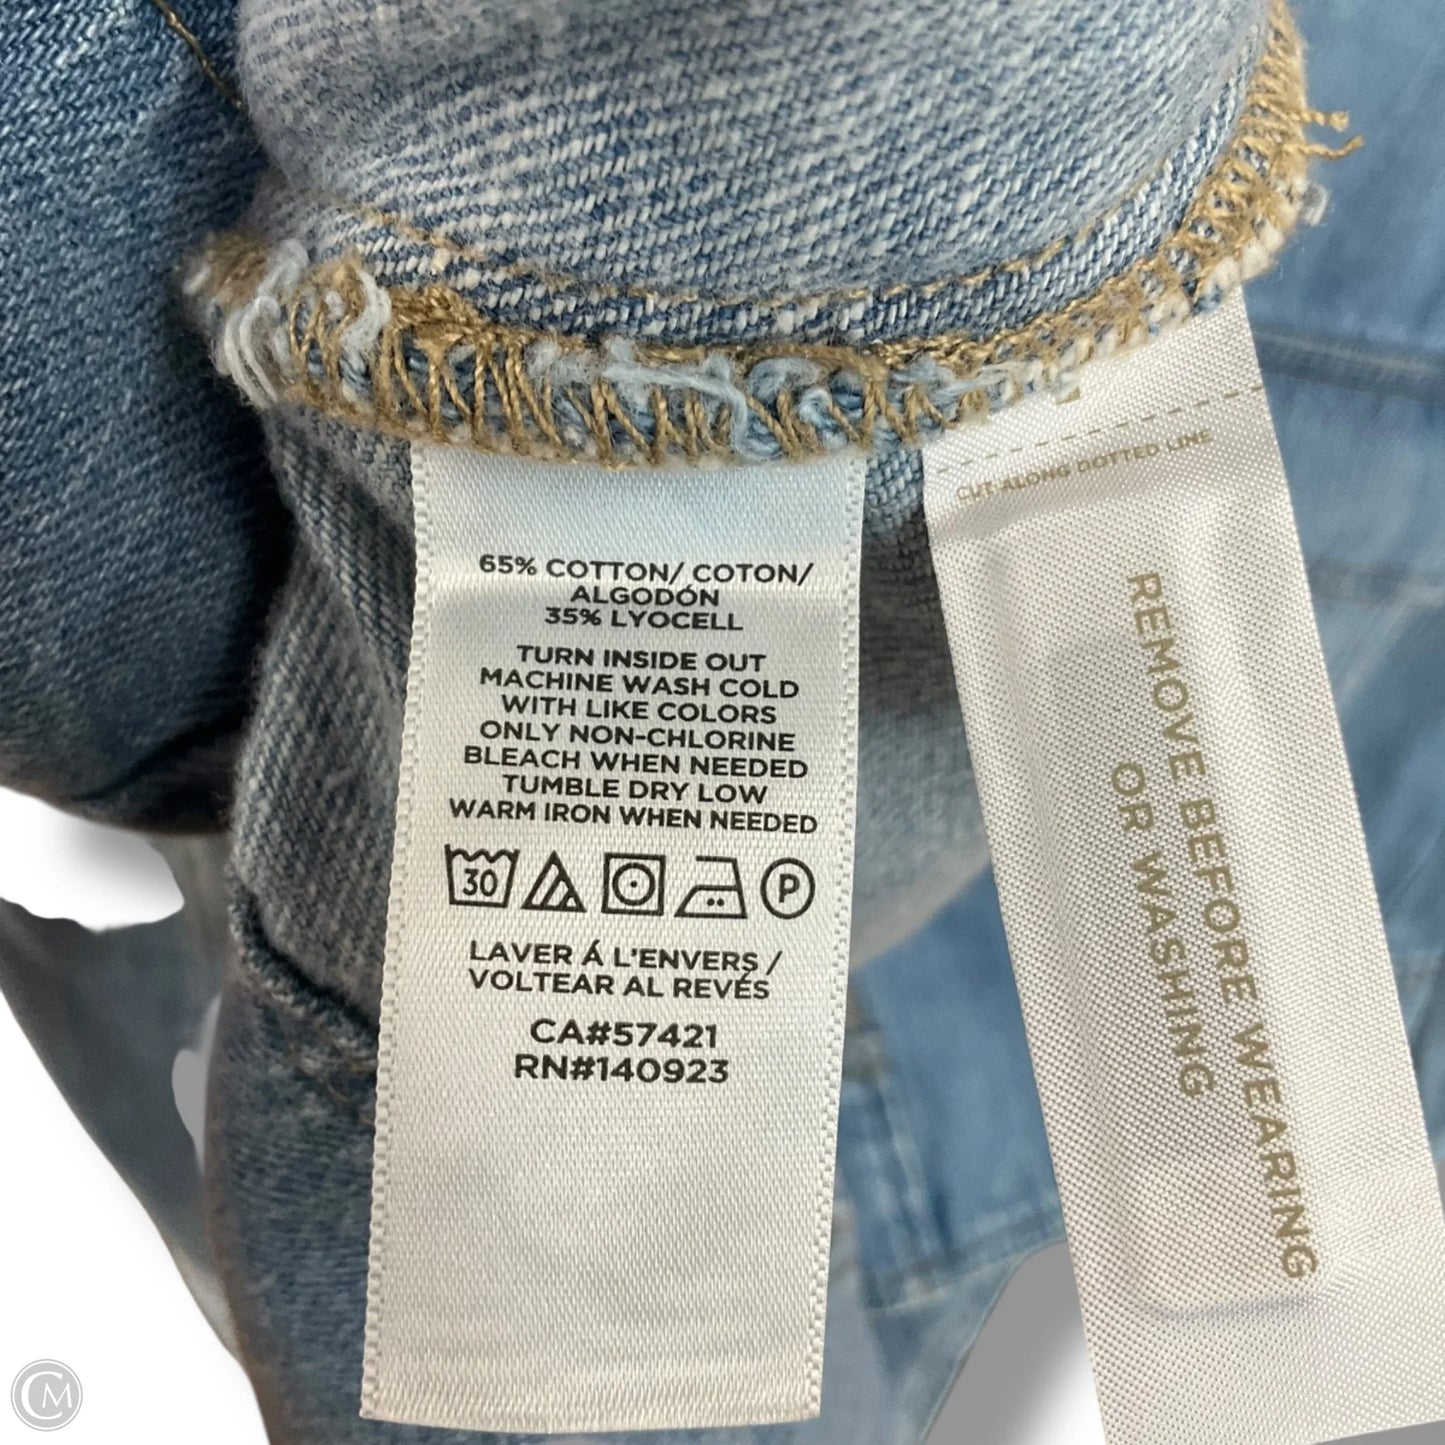 65% COTTON/ COTON/
ALGODÓN
35% LYOCELL
TURN INSIDE OUT
MACHINE WASH COLD
WITH LIKE COLORS
ONLY NON-CHLORINE
BLEACH WHEN NEEDED
TUMBLE DRY LOW
WARM IRON WHEN NEEDED
30
P
LAVER Á L'ENVERS /
VOLTEAR AL REVÉS
CA#57421
RN#140923
CUT ALONG DOTTED LINE
REMOVE BEFORE WEARING
OR WASHING
CM